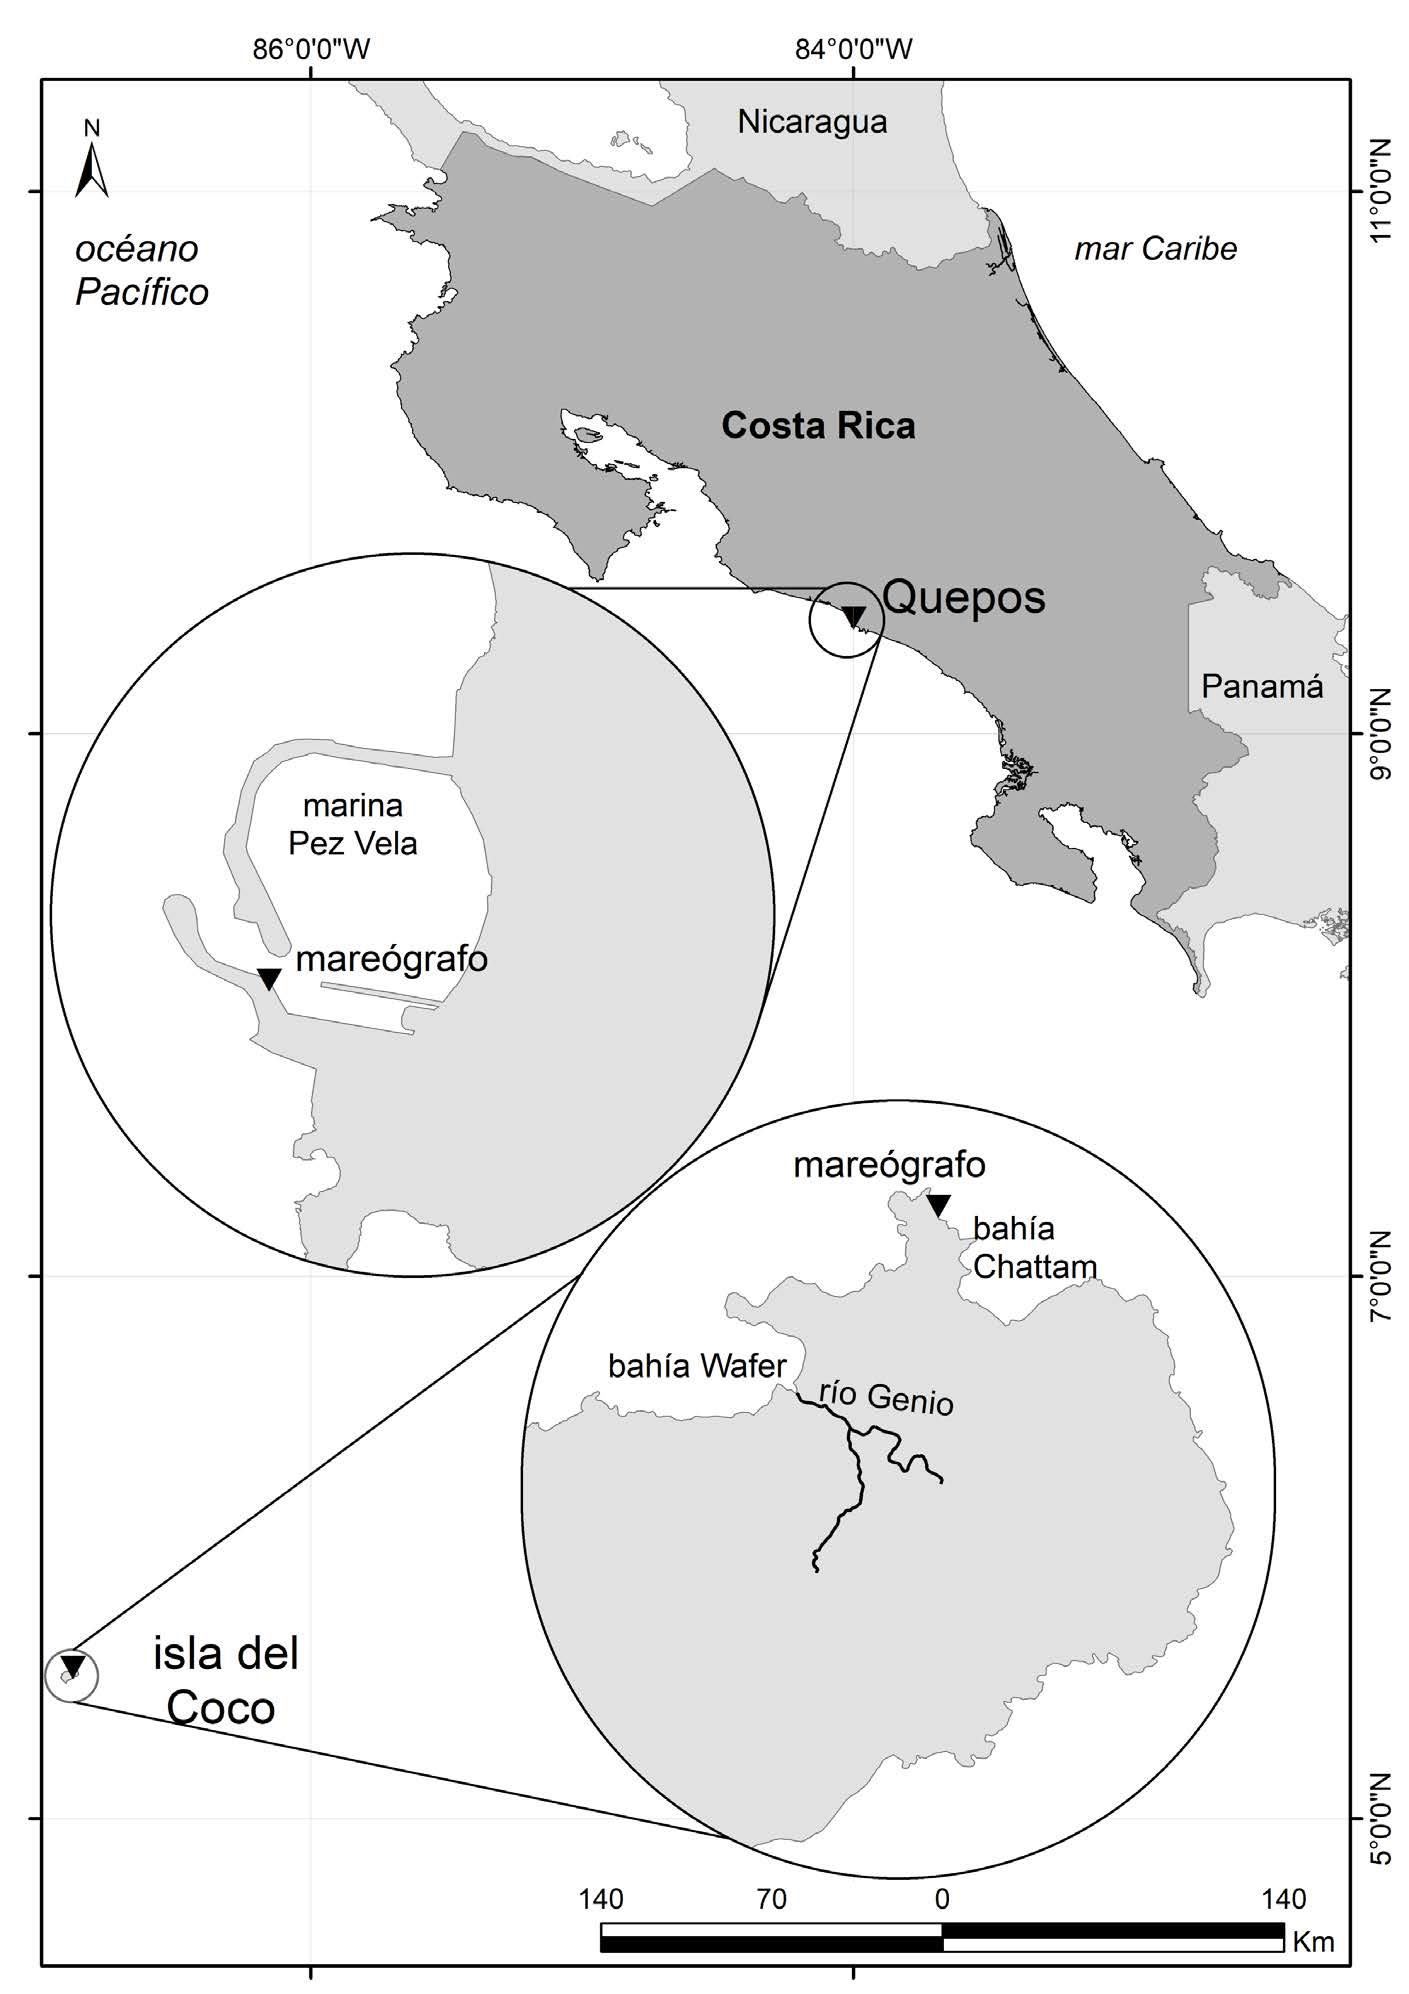 86°0'0"W
84°0'0"W
N
Nicaragua
11°0'0"N
océano
Pacífico
mar Caribe
Costa Rica
Quepos
Panamá
9°0'0"N
marina
Pez Vela
mareógrafo
mareógrafo
bahía
Chattam
7°0'0"N
bahía Wafer
río Genio
isla del
Coco
5°0'0"N
140 70 0 140
Km